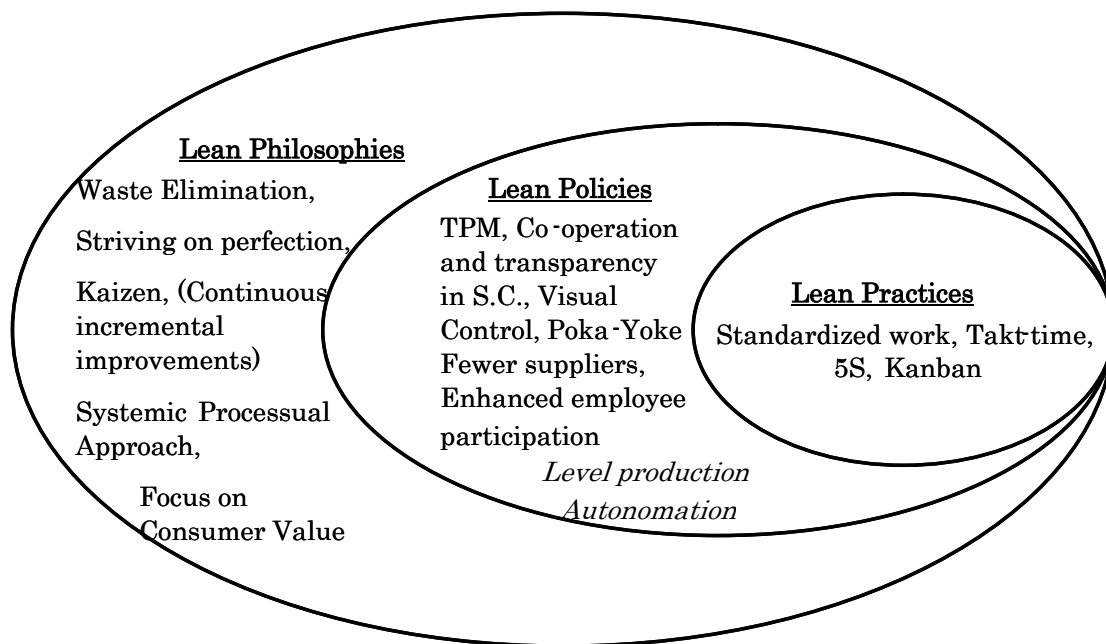 Lean Philosophies
Waste Elimination,
Striving on perfection,
Kaizen, (Continuous
incremental
improvements)
Systemic Processual
Approach,
Focus on
Consumer Value
Lean Policies
TPM, Co-operation
and transparency
in S.C., Visual
Control, Poka-Yoke
Fewer suppliers,
Enhanced employee
participation
Level production
Autonomation
Lean Practices
Standardized work, Takt-time,
5S, Kanban